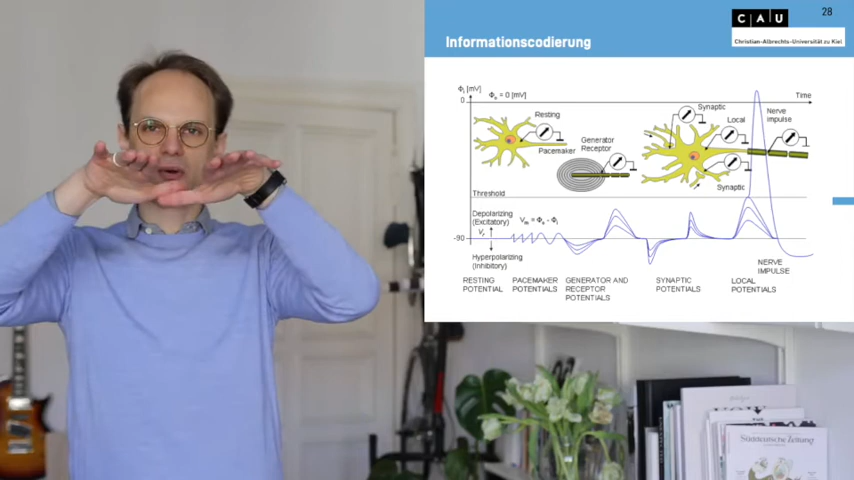 28
CAU
Christian-Albrechts-Universität zu Kiel
Informationscodierung
Φi [mV]
Φe = 0 [mV]
Time
0
Resting
Pacemaker
Generator
Receptor
Synaptic
Local
Synaptic
Nerve
impulse
Threshold
Depolarizing
(Excitatory)
Vr
Vm = Φe - Φi
-90
Hyperpolarizing
(Inhibitory)
RESTING
POTENTIAL
PACEMAKER
POTENTIALS
GENERATOR AND
RECEPTOR
POTENTIALS
SYNAPTIC
POTENTIALS
LOCAL
POTENTIALS
NERVE
IMPULSE
Süddeutsche Zeitung